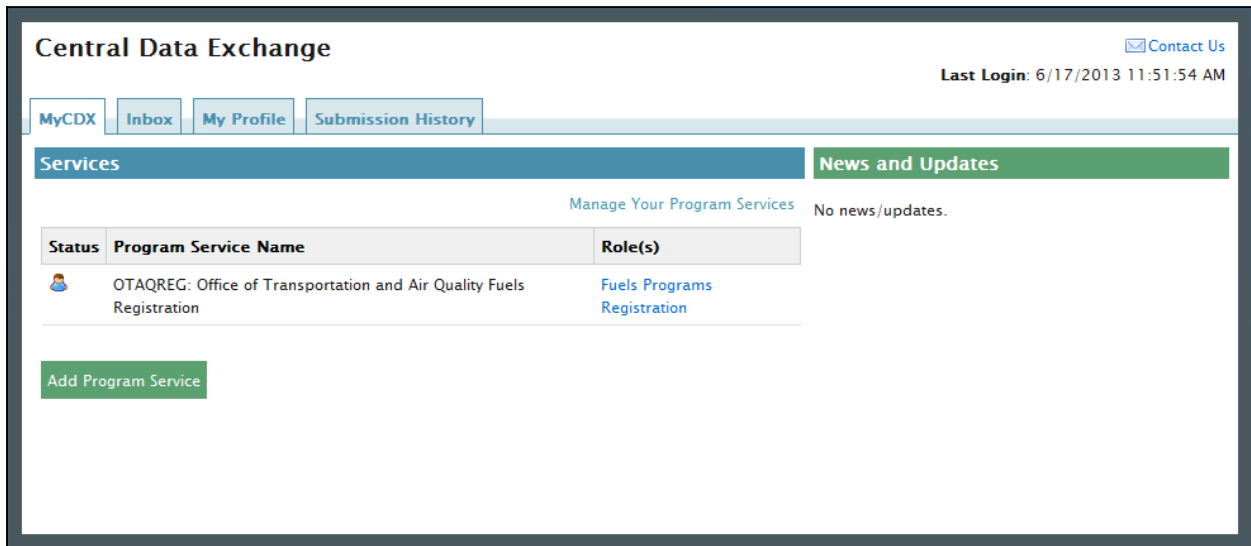 Central Data Exchange
Contact Us
Last Login: 6/17/2013 11:51:54 AM
MyCDX
Inbox
My Profile
Submission History
Services
News and Updates
Manage Your Program Services
No news/updates.
Status
Program Service Name
Role(s)
OTAQREG: Office of Transportation and Air Quality Fuels
Registration
Fuels Programs
Registration
Add Program Service